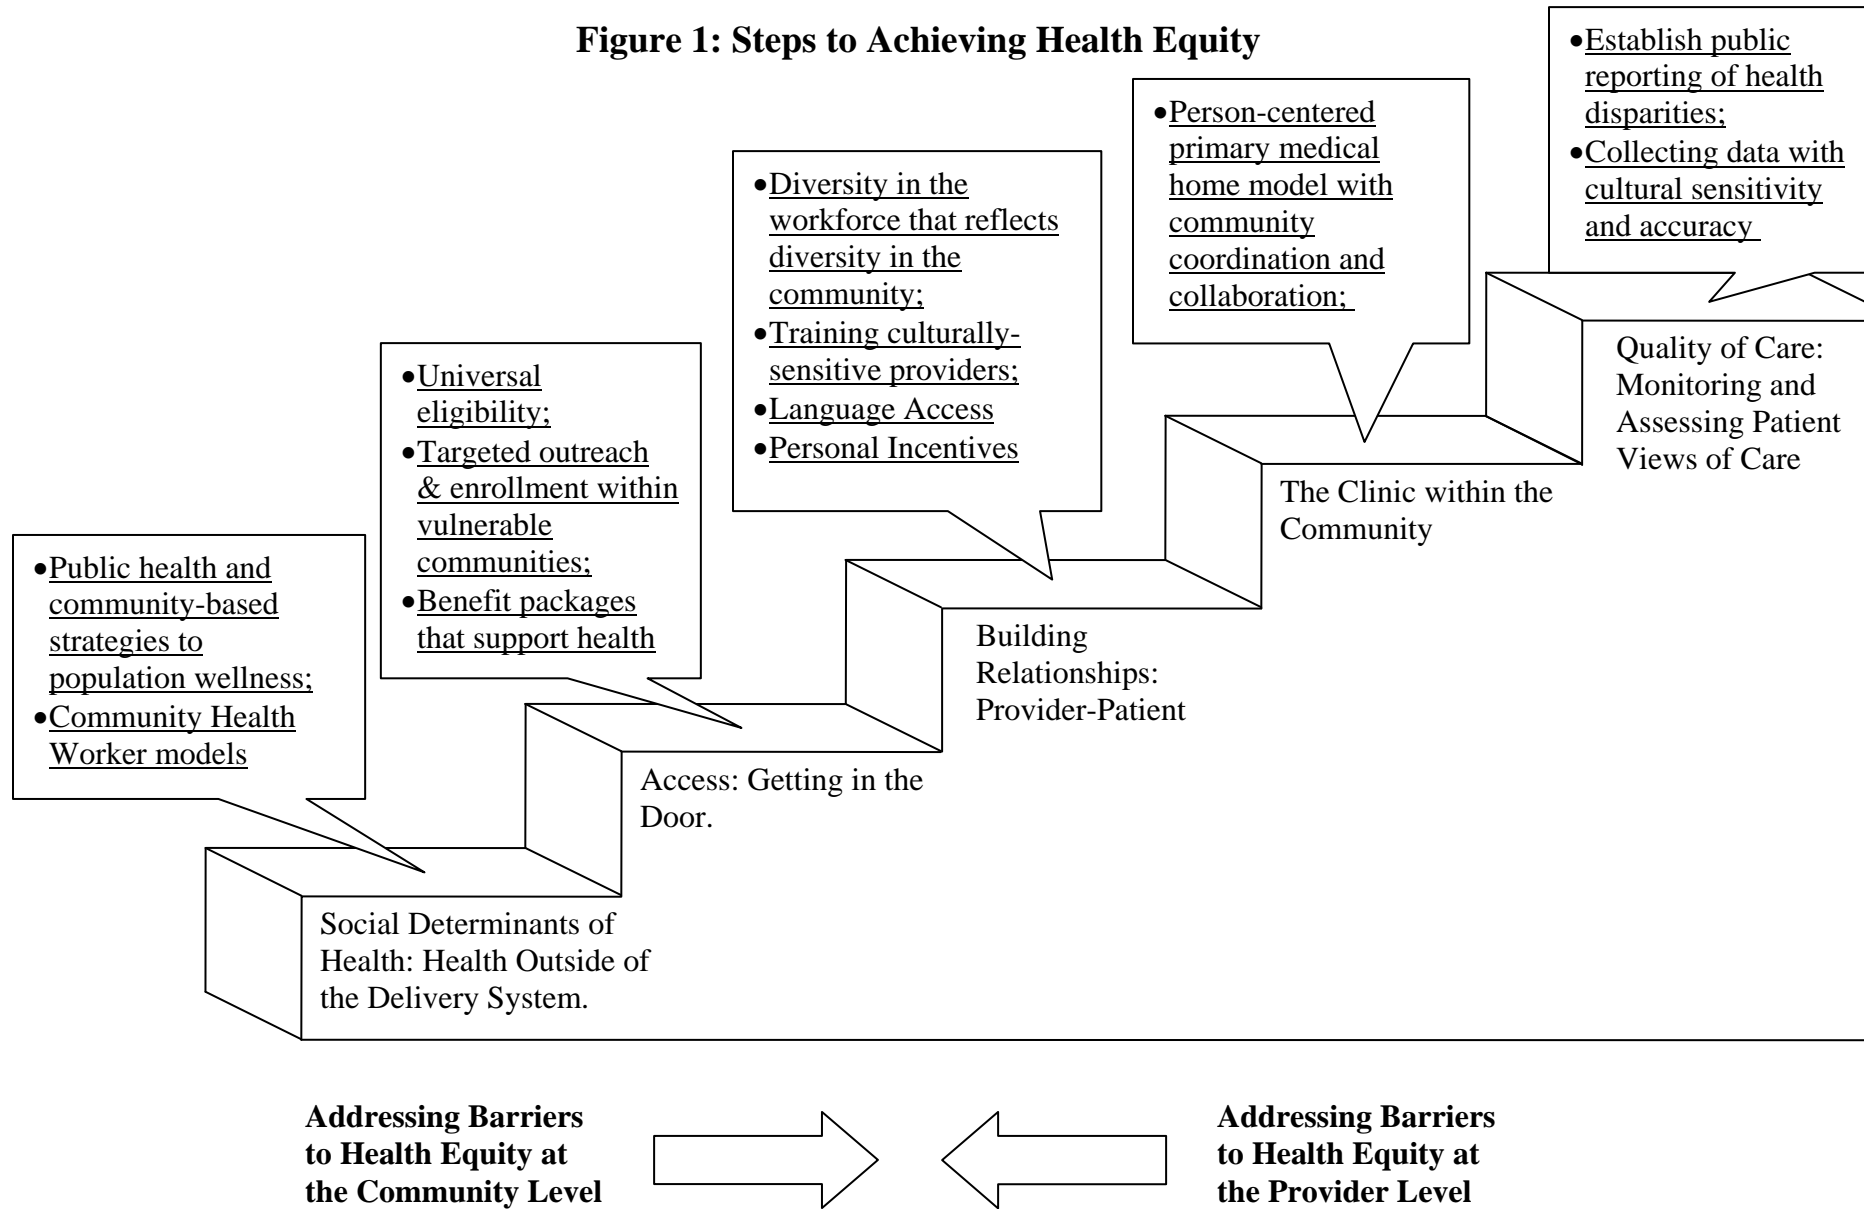 Figure 1: Steps to Achieving Health Equity
•Public health and
community-based
strategies to
population wellness;
•Community Health
Worker models
Social Determinants of
Health: Health Outside of
the Delivery System.
•Universal
eligibility;
•Targeted outreach
& enrollment within
vulnerable
communities;
•Benefit packages
that support health
Access: Getting in the
Door.
•Diversity in the
workforce that reflects
diversity in the
community;
•Training culturally-
sensitive providers;
•Language Access
•Personal Incentives
Building
Relationships:
Provider-Patient
•Person-centered
primary medical
home model with
community
coordination and
collaboration;
The Clinic within the
Community
•Establish public
reporting of health
disparities;
•Collecting data with
cultural sensitivity
and accuracy
Quality of Care:
Monitoring and
Assessing Patient
Views of Care
Addressing Barriers
to Health Equity at
the Community Level
Addressing Barriers
to Health Equity at
the Provider Level